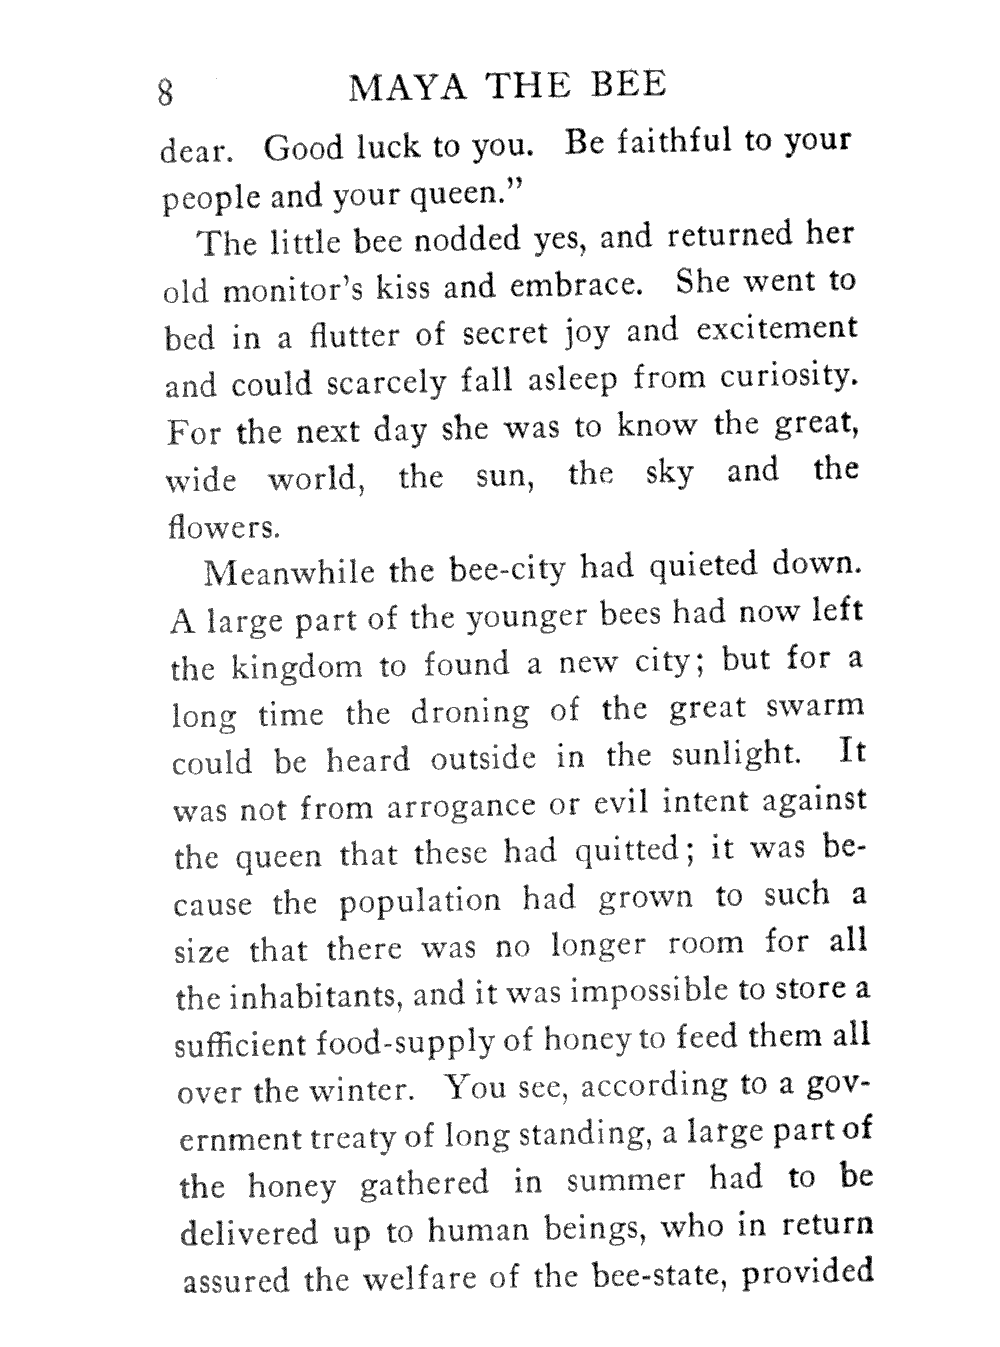 8 MAYA THE BEE
dear. Good luck to you. Be faithful to your
people and your queen.”
The little bee nodded yes, and returned her
old monitor’s kiss and embrace. She went to
bed in a flutter of secret joy and excitement
and could scarcely fall asleep from curiosity.
For the next day she was to know the great,
wide world, the sun, the sky and the
flowers.
Meanwhile the bee-city had quieted down.
A large part of the younger bees had now left
the kingdom to found a new city; but for a
long time the droning of the great swarm
could be heard outside in the sunlight. It
was not from arrogance or evil intent against
the queen that these had quitted; it was be-
cause the population had grown to such a
size that there was no longer room for all
the inhabitants, and it was impossible to store a
sufficient food-supply of honey to feed them all
over the winter. You see, according to a gov-
ernment treaty of long standing, a large part of
the honey gathered in summer had to be
delivered up to human beings, who in return
assured the welfare of the bee-state, provided